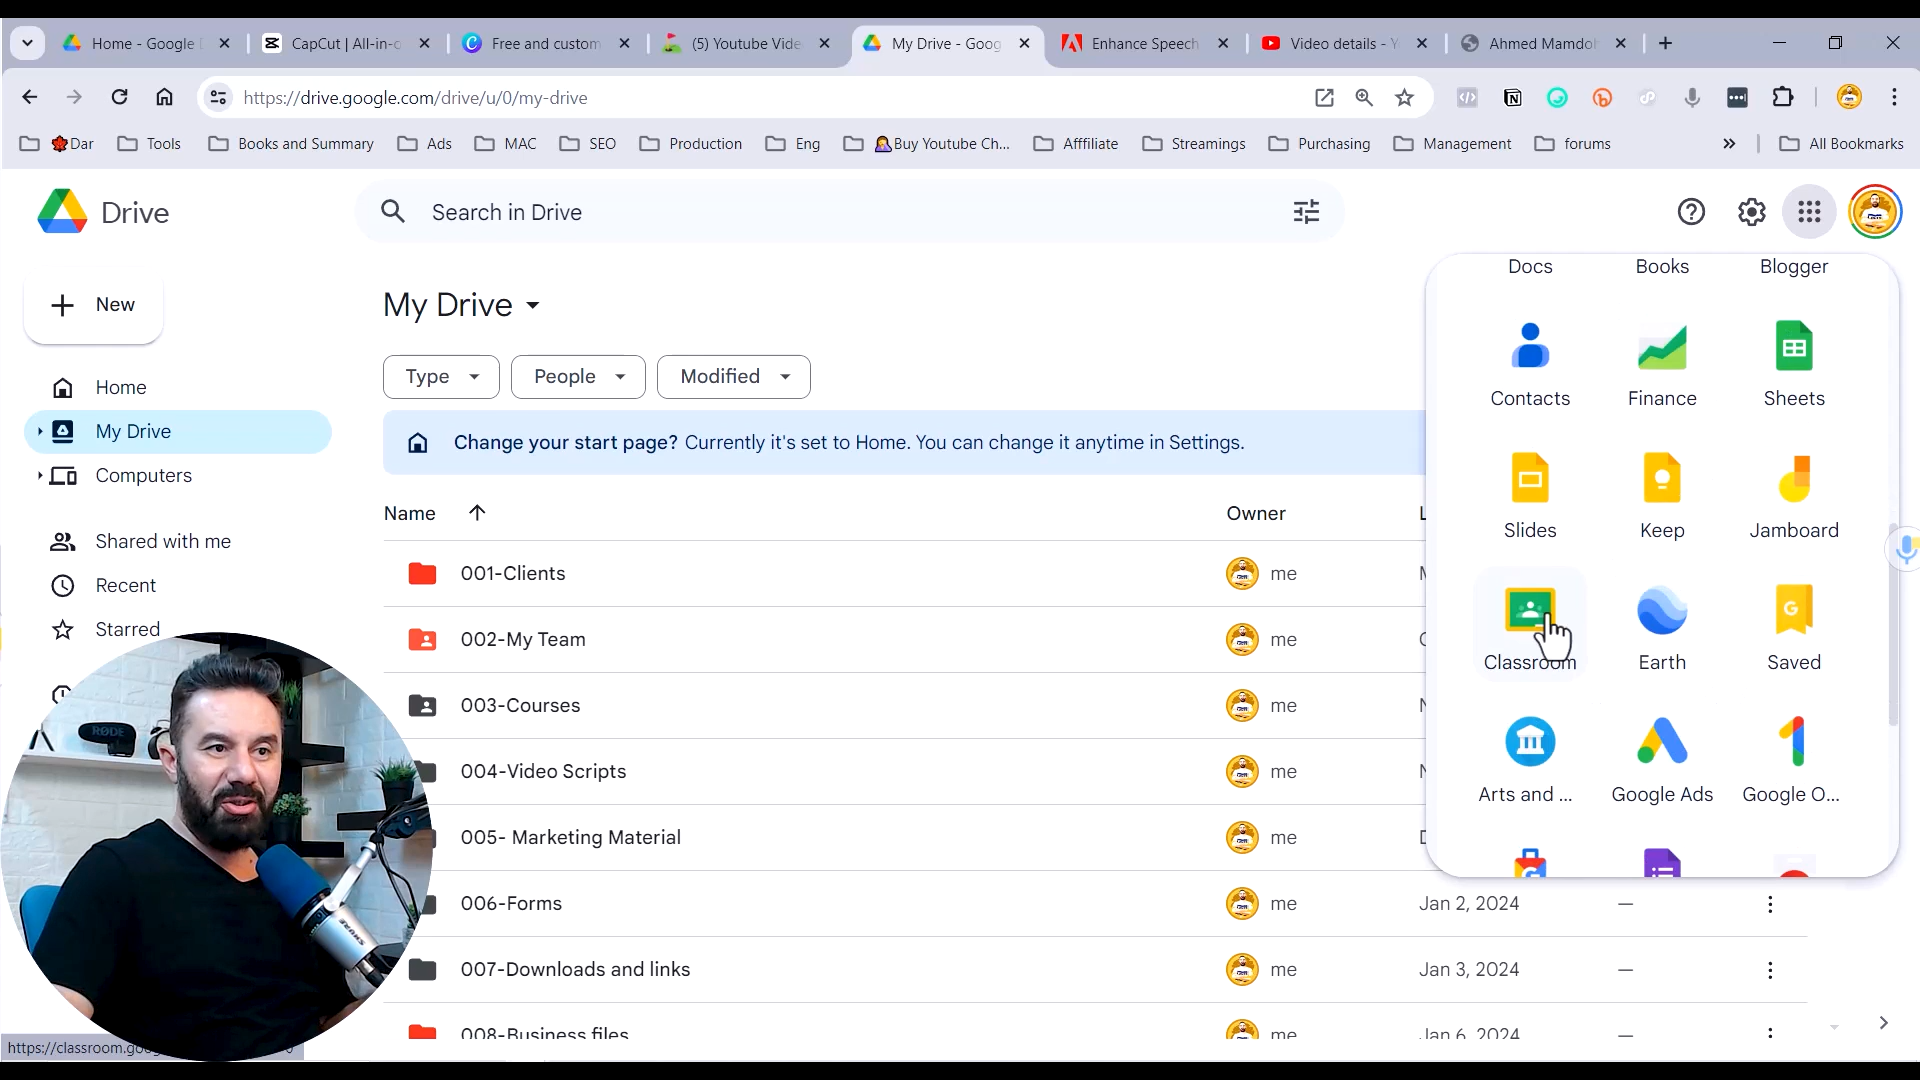 Home - Google
CapCut | All-in-o
Free and custom
(5) Youtube Vide
My Drive - Goog
Enhance Speech
Video details - Y
Ahmed Mamdoh
https://drive.google.com/drive/u/0/my-drive
Dar
Tools
Books and Summary
Ads
MAC
SEO
Production
Eng
Buy Youtube Ch...
Afffiliate
Streamings
Purchasing
Management
forums
All Bookmarks
Drive
Search in Drive
New
Home
My Drive
Computers
Shared with me
Recent
Starred
My Drive
Type
People
Modified
Change your start page? Currently it's set to Home. You can change it anytime in Settings.
Name
Owner
L
001-Clients
me
002-My Team
me
003-Courses
me
004-Video Scripts
me
005- Marketing Material
me
006-Forms
me
Jan 2, 2024
—
007-Downloads and links
me
Jan 3, 2024
—
008-Business files
me
Jan 6, 2024
—
Docs
Books
Blogger
Contacts
Finance
Sheets
Slides
Keep
Jamboard
Classroom
Earth
Saved
Arts and ...
Google Ads
Google O...
RØDE
SHURE
https://classroom.goo